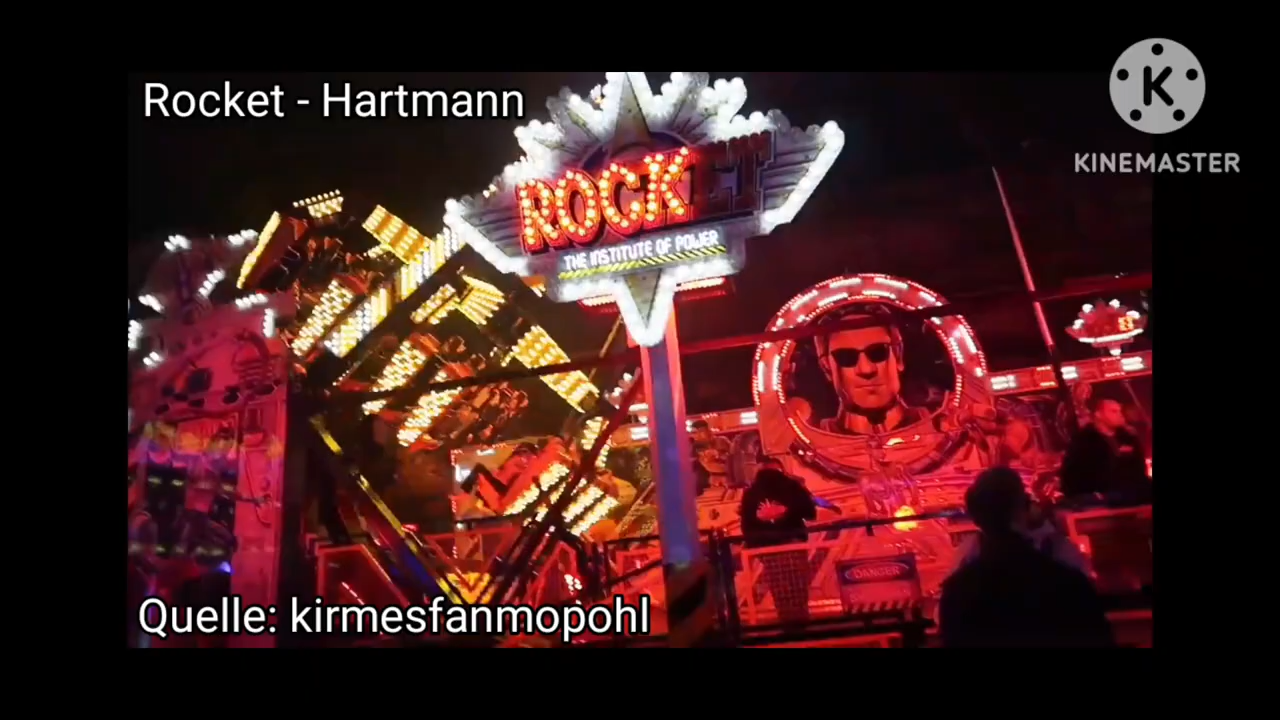 Rocket - Hartmann
KINEMASTER
ROCKET
THE INSTITUTE OF POWER
DANGER
Quelle: kirmesfanmopohl